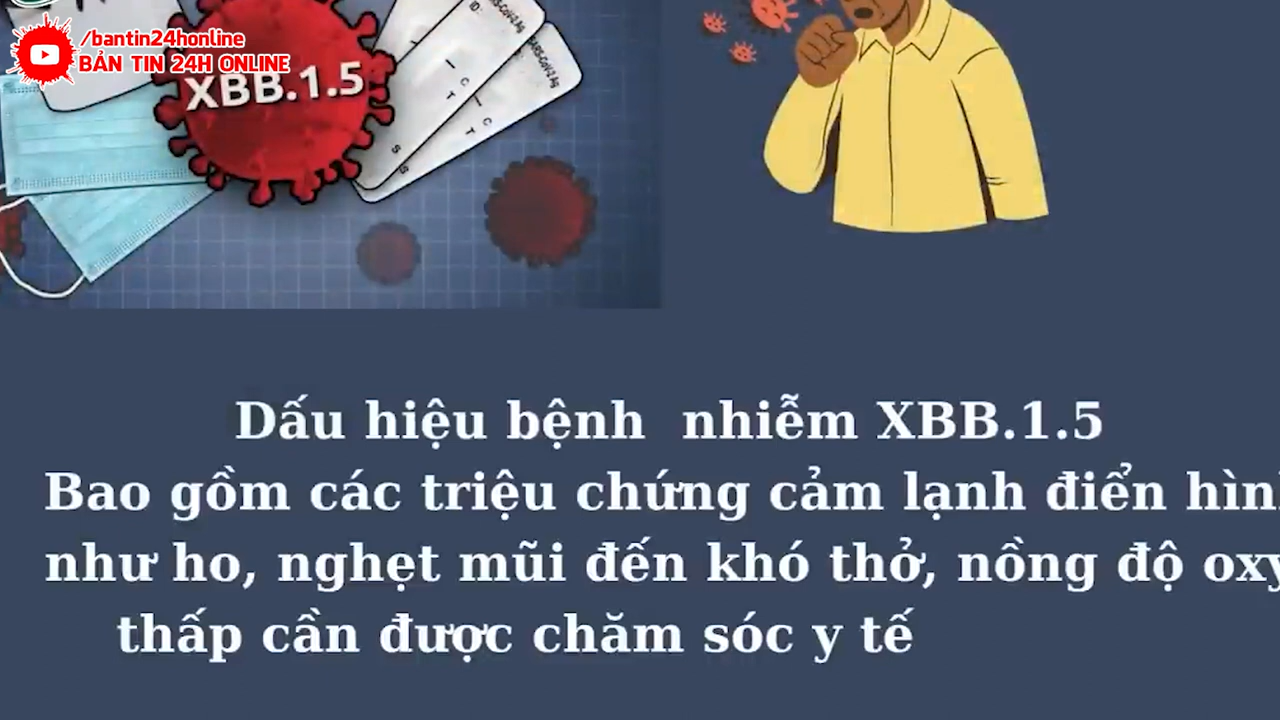 /bantin24honline
BẢN TIN 24H ONLINE
XBB.1.5
Dấu hiệu bệnh nhiễm XBB.1.5
Bao gồm các triệu chứng cảm lạnh điển
như ho, nghẹt mũi đến khó thở, nồng độ
thấp cần được chăm sóc y tế